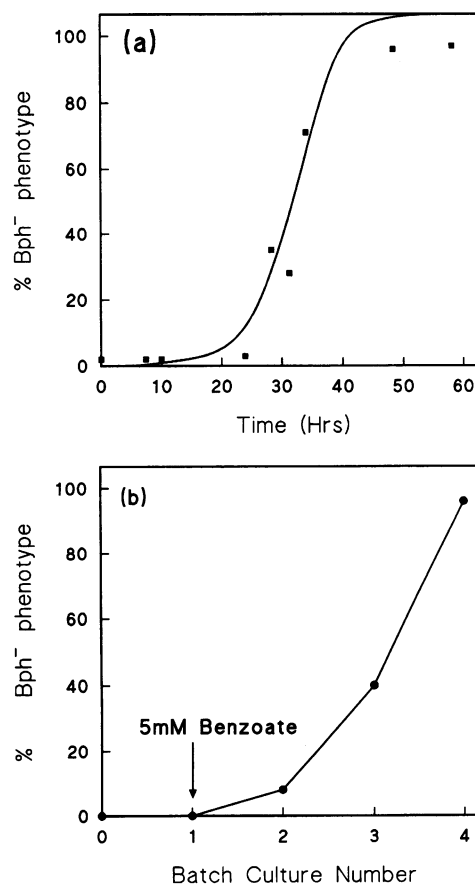 (a)
100
80
60
40
20
0
% Bph⁻ phenotype
0 10 20 30 40 50 60
Time (Hrs)
(b)
100
80
60
40
20
0
% Bph⁻ phenotype
5mM Benzoate
0 1 2 3 4
Batch Culture Number